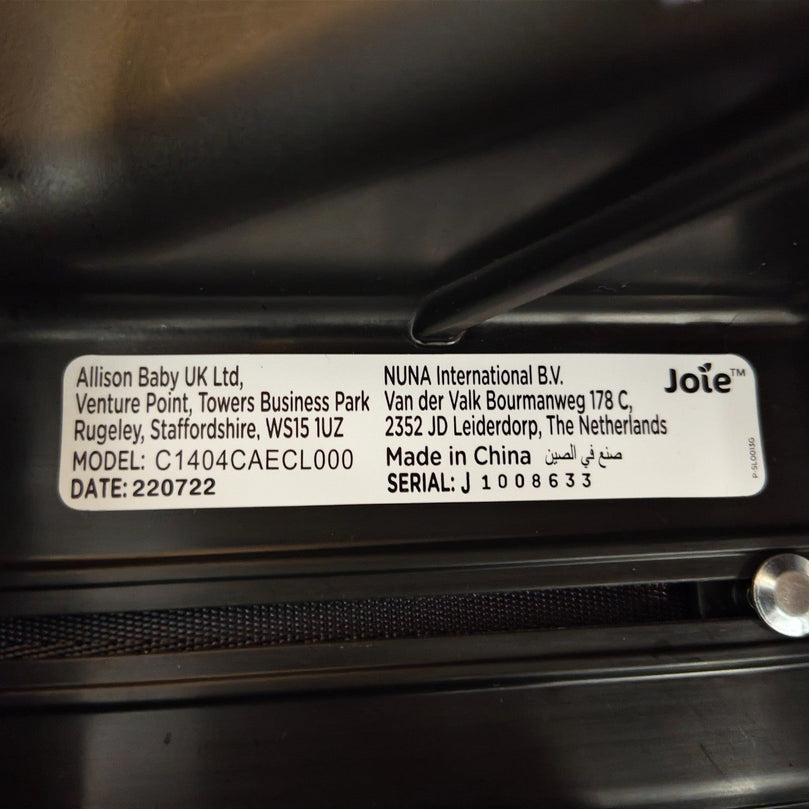 Allison Baby UK Ltd,
Venture Point, Towers Business Park
Rugeley, Staffordshire, WS15 1UZ
MODEL: C1404CAECL000
DATE: 220722
NUNA International B.V.
Van der Valk Bourmanweg 178 C,
2352 JD Leiderdorp, The Netherlands
Made in China صنع في الصين
SERIAL: J 1008633
Joie™
P-SL0013G